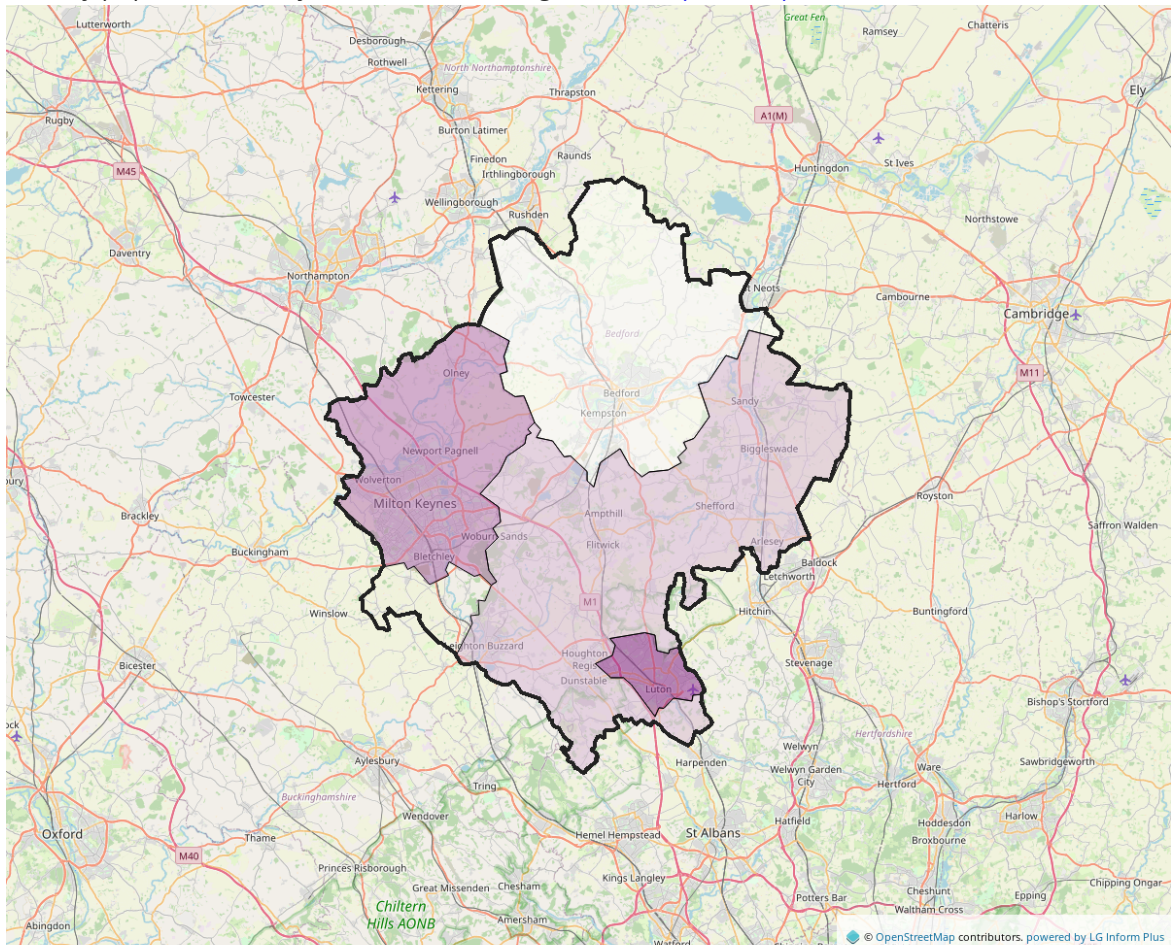 Great Fen
Lutterworth
Chatteris
Ramsey
Desborough
Rothwell
North Northamptonshire
Kettering
Thrapston
Ely
A1(M)
Rugby
Burton Latimer
Finedon
Raunds
Huntingdon
St Ives
M45
Irthlingborough
Wellingborough
Rushden
Northstowe
Daventry
Northampton
Neots
Cambourne
Cambridge
Bedford
M11
Olney
Towcester
Bedford
Kempston
Sandy
Newport Pagnell
Biggleswade
Wolverton
Milton Keynes
Ampthill
Shefford
Royston
Brackley
Saffron Walden
Woburn Sands
Flitwick
Arlesey
Buckingham
Bletchley
Baldock
Letchworth
M1
Winslow
Hitchin
Buntingford
Leighton Buzzard
Houghton
Regis
Stevenage
Bicester
Dunstable
Luton
Bishop's Stortford
Hertfordshire
Welwyn
Harpenden
Aylesbury
Welwyn Garden
City
Ware
Sawbridgeworth
Tring
Hertford
Buckinghamshire
Wendover
Hatfield
Hoddesdon
Harlow
Oxford
Thame
Hemel Hempstead
St Albans
Broxbourne
M40
Princes Risborough
Kings Langley
Great Missenden
Chesham
Potters Bar
Cheshunt
Epping
Chipping Ongar
Chiltern
Hills AONB
Waltham Cross
Abingdon
Amersham
Watford
© OpenStreetMap contributors. powered by LG Inform Plus